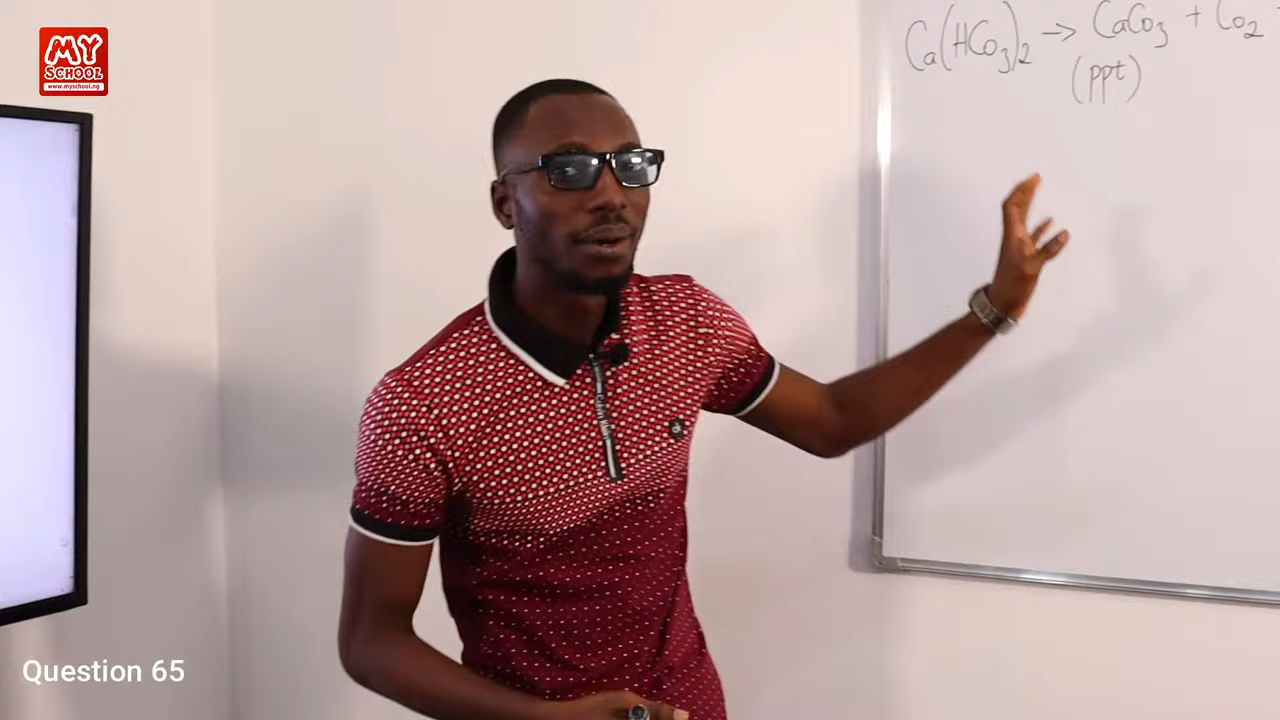 MY
SCHOOL
www.myschool.ng
Ca(HCo₃)₂ → CaCo₃ + Co₂
(ppt)
Question 65